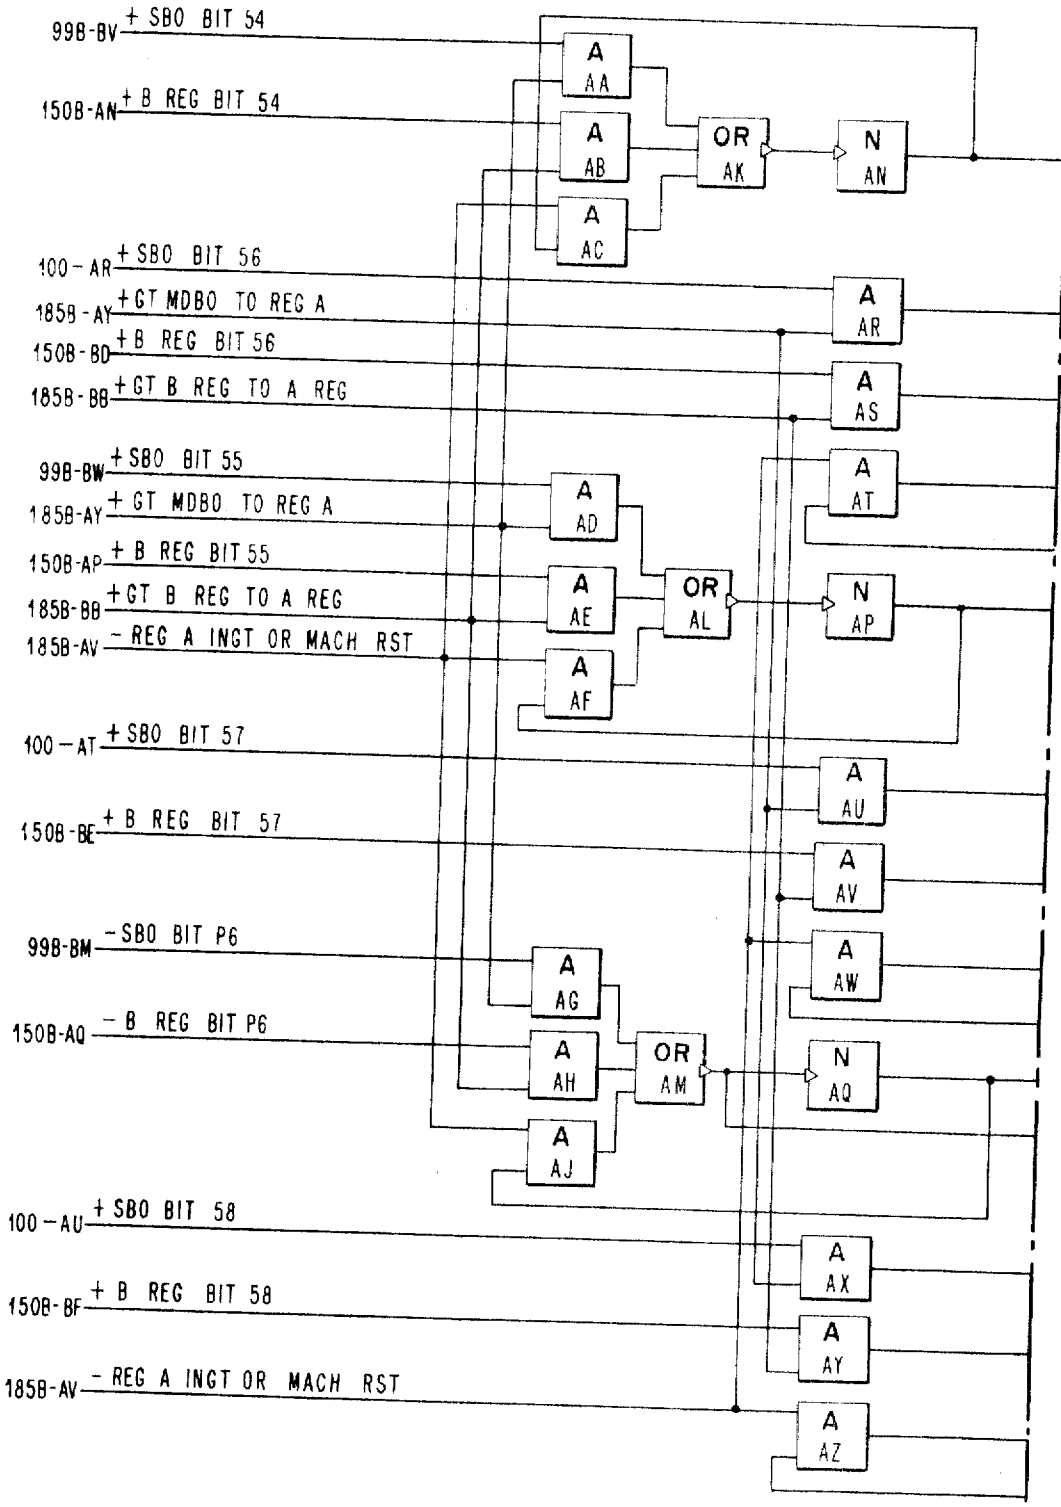 99B-BV + SBO BIT 54
A
AA
150B-AN + B REG BIT 54
A
AB
OR
AK
N
AN
A
AC
100-AR + SBO BIT 56
A
AR
185B-AY +GT MDBO TO REG A
150B-BD +B REG BIT 56
A
AS
185B-BB +GT B REG TO A REG
99B-BW +SBO BIT 55
A
AT
A
AD
185B-AY + GT MDBO TO REG A
150B-AP + B REG BIT 55
A
AE
OR
AL
N
AP
185B-BB +GT B REG TO A REG
185B-AV - REG A INGT OR MACH RST
A
AF
100-AT +SBO BIT 57
A
AU
150B-BE + B REG BIT 57
A
AV
99B-BM -SBO BIT P6
A
AW
A
AG
150B-AQ - B REG BIT P6
A
AH
OR
AM
N
AQ
A
AJ
100-AU +SBO BIT 58
A
AX
150B-BF + B REG BIT 58
A
AY
185B-AV - REG A INGT OR MACH RST
A
AZ